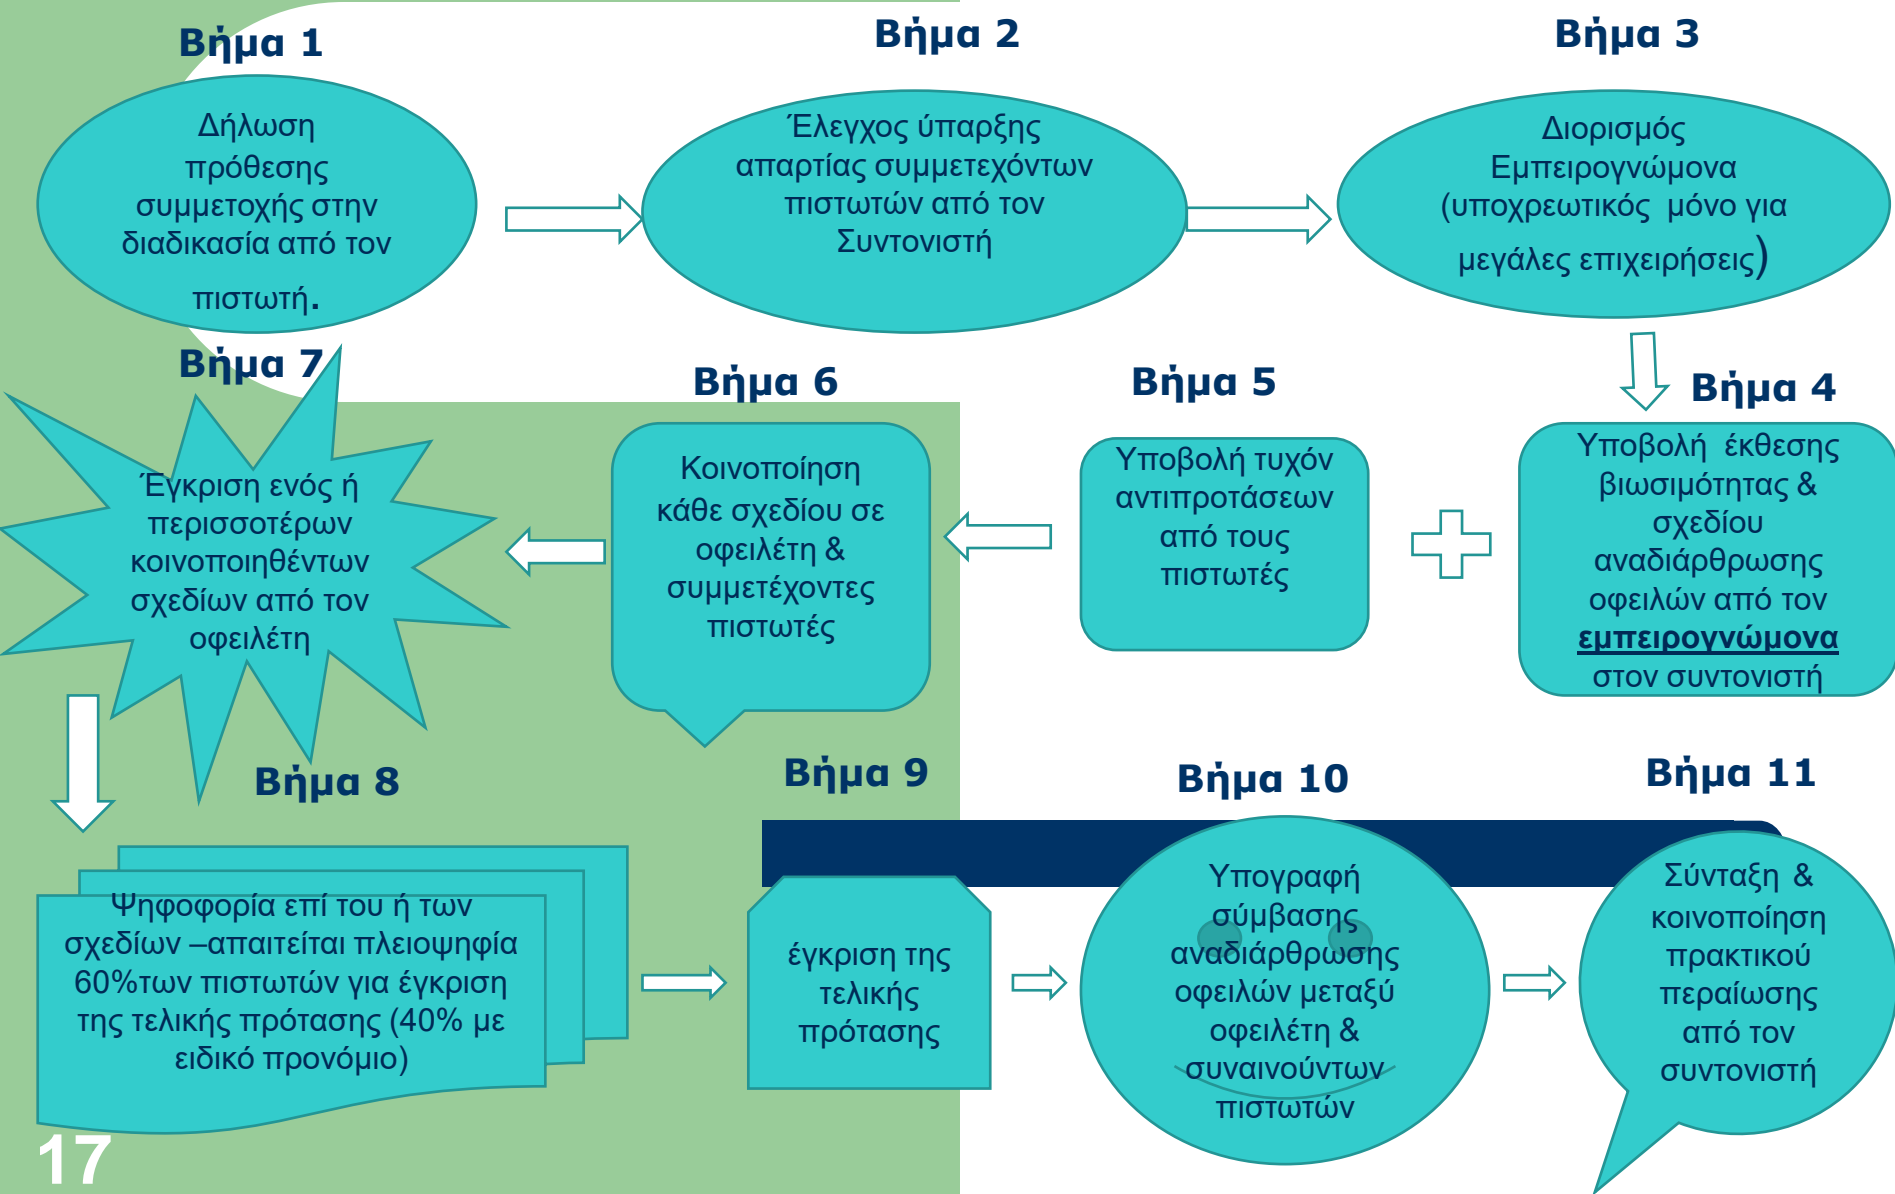 Βήμα 1
Δήλωση
πρόθεσης
συμμετοχής στην
διαδικασία από τον
πιστωτή.
Βήμα 2
Έλεγχος ύπαρξης
απαρτίας συμμετεχόντων
πιστωτών από τον
Συντονιστή
Βήμα 3
Διορισμός
Εμπειρογνώμονα
(υποχρεωτικός μόνο για
μεγάλες επιχειρήσεις)
Βήμα 4
Υποβολή έκθεσης
βιωσιμότητας &
σχεδίου
αναδιάρθρωσης
οφειλών από τον
εμπειρογνώμονα
στον συντονιστή
Βήμα 5
Υποβολή τυχόν
αντιπροτάσεων
από τους
πιστωτές
Βήμα 6
Κοινοποίηση
κάθε σχεδίου σε
οφειλέτη &
συμμετέχοντες
πιστωτές
Βήμα 7
Έγκριση ενός ή
περισσοτέρων
κοινοποιηθέντων
σχεδίων από τον
οφειλέτη
Βήμα 8
Ψηφοφορία επί του ή των
σχεδίων –απαιτείται πλειοψηφία
60%των πιστωτών για έγκριση
της τελικής πρότασης (40% με
ειδικό προνόμιο)
Βήμα 9
έγκριση της
τελικής
πρότασης
Βήμα 10
Υπογραφή
σύμβασης
αναδιάρθρωσης
οφειλών μεταξύ
οφειλέτη &
συναινούντων
πιστωτών
Βήμα 11
Σύνταξη &
κοινοποίηση
πρακτικού
περαίωσης
από τον
συντονιστή
17